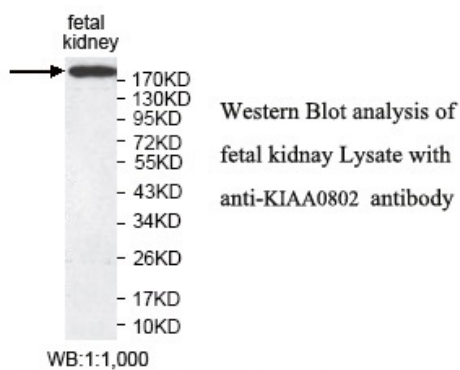 fetal
kidney
170KD
130KD
95KD
72KD
55KD
43KD
34KD
26KD
17KD
10KD
WB:1:1,000
Western Blot analysis of
fetal kidnay Lysate with
anti-KIAA0802 antibody